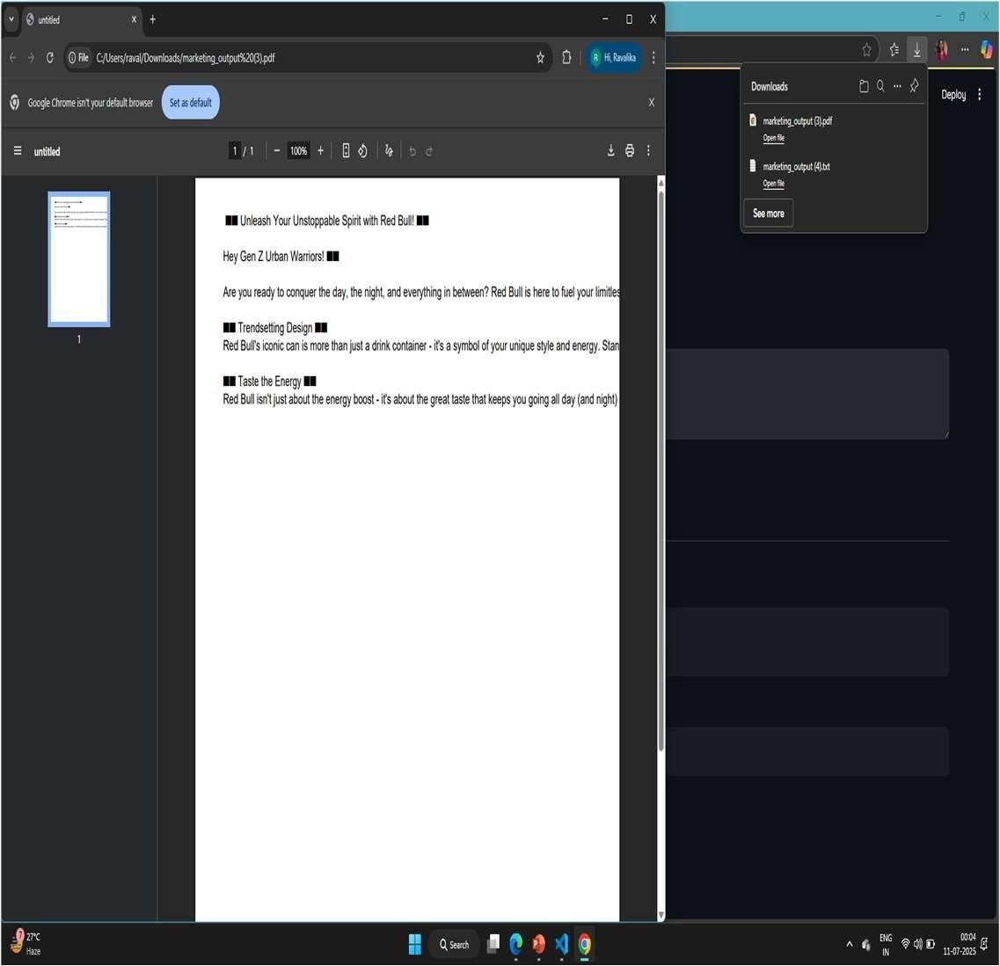 untitled
File
C:/Users/raval/Downloads/marketing_output%20(3).pdf
R Hi, Ravalika
Google Chrome isn't your default browser
Set as default
untitled
1 / 1
100%
1
■■ Unleash Your Unstoppable Spirit with Red Bull! ■■
Hey Gen Z Urban Warriors! ■■
Are you ready to conquer the day, the night, and everything in between? Red Bull is here to fuel your limitles
■■ Trendsetting Design ■■
Red Bull's iconic can is more than just a drink container - it's a symbol of your unique style and energy. Stan
■■ Taste the Energy ■■
Red Bull isn't just about the energy boost - it's about the great taste that keeps you going all day (and night)
Downloads
marketing_output (3).pdf
Open file
marketing_output (4).txt
Open file
See more
Deploy
7
27°C
Haze
Search
ENG
IN
00:04
11-07-2025